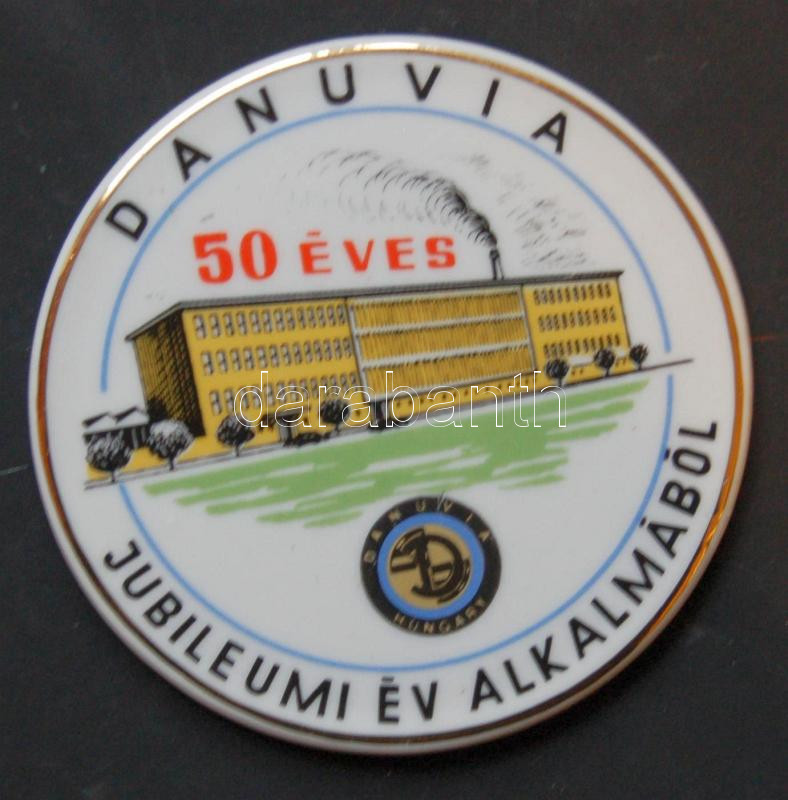 DANUVIA
50 ÉVES
darabanth
DANUVIA
HUNGARY
JUBILEUMI ÉV ALKALMÁBÓL